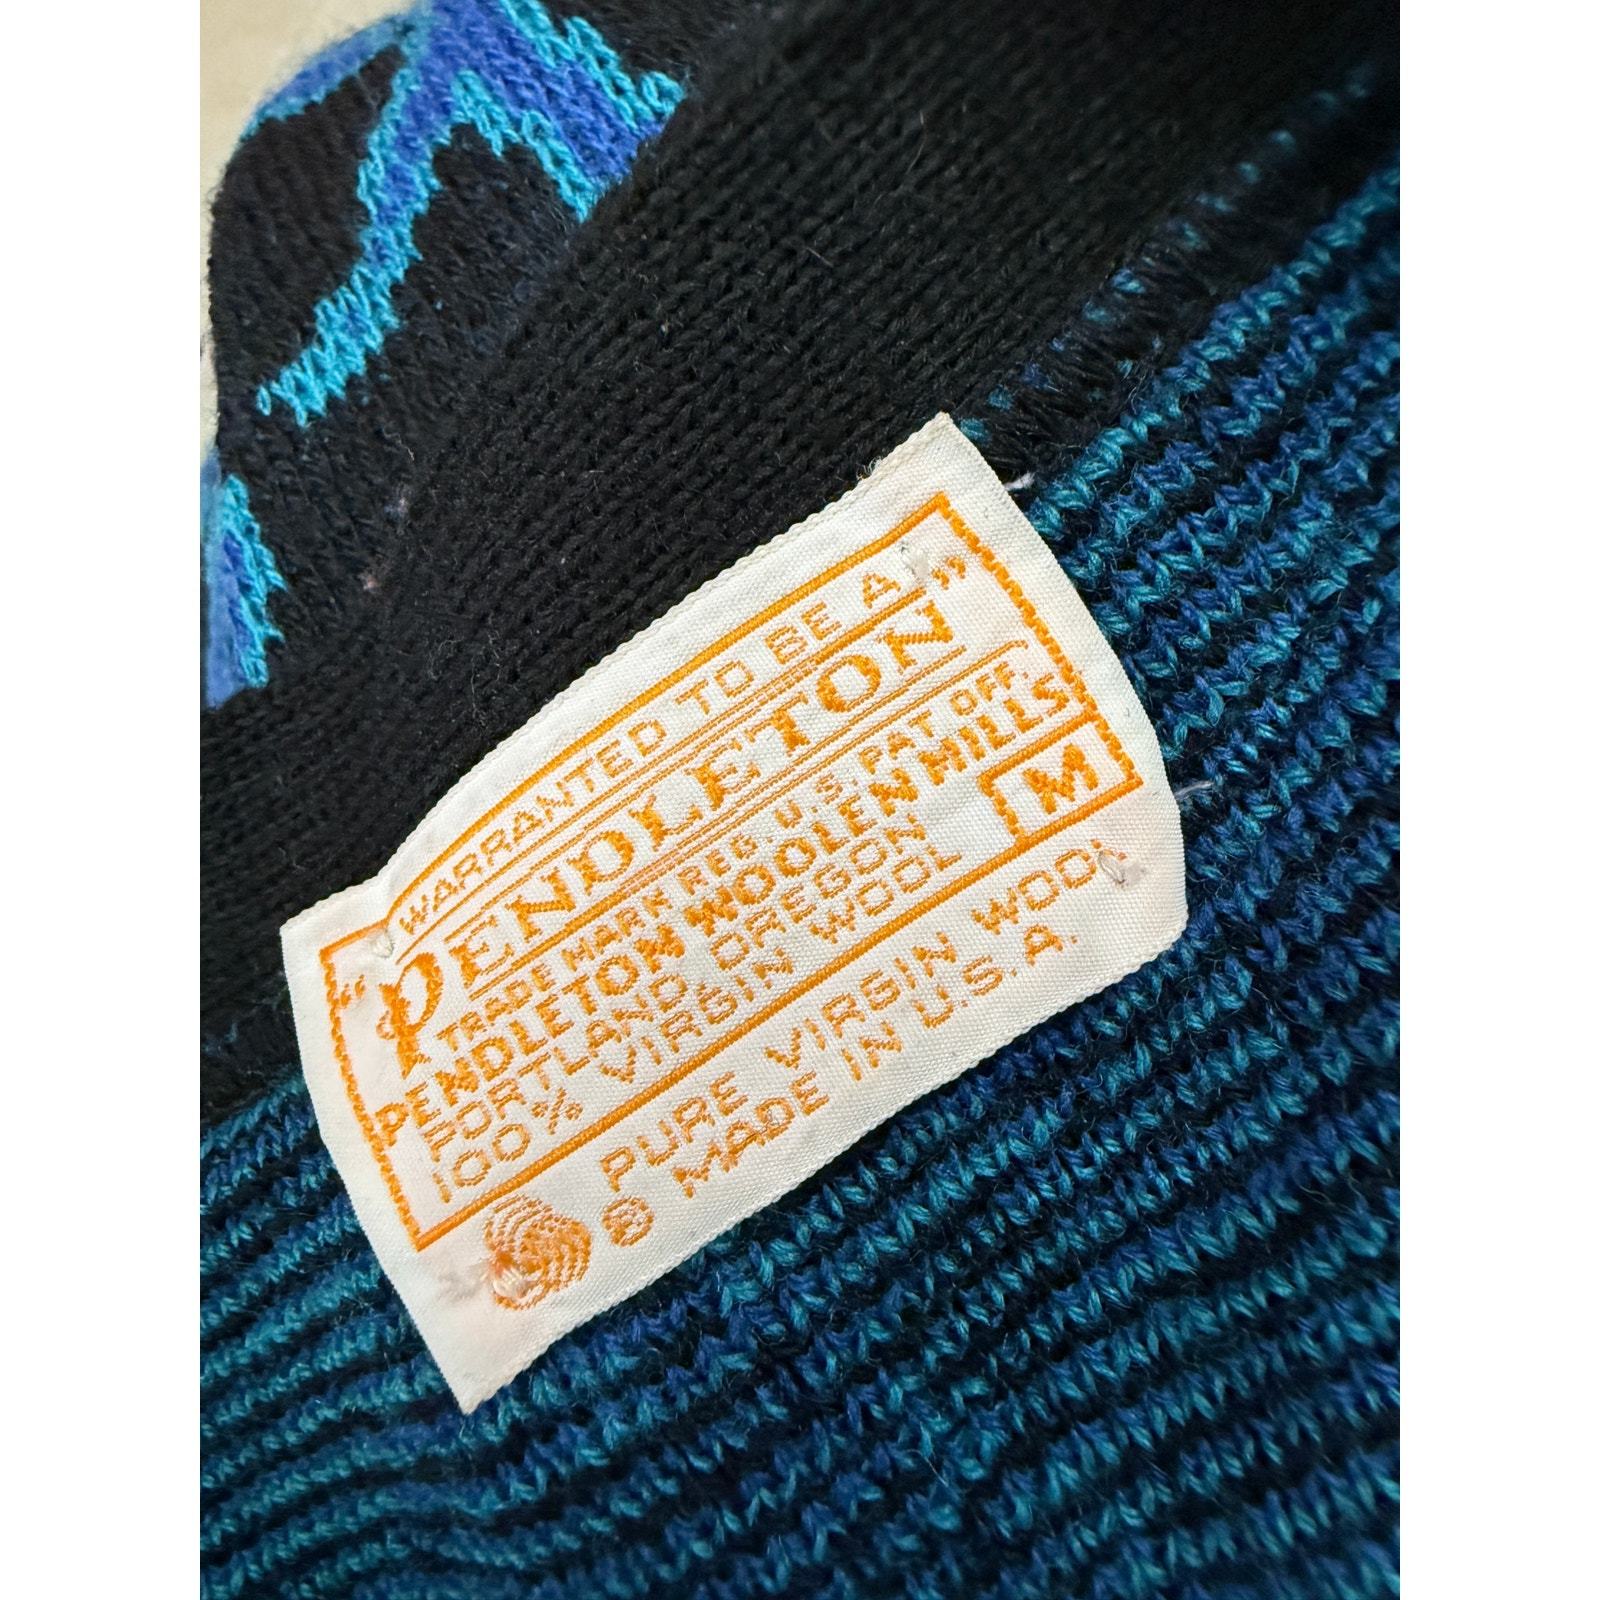 WARRANTED TO BE A
"PENDLETON"
TRADE MARK REG. U.S. PAT OFF.
PENDLETON WOOLEN MILLS
PORTLAND, OREGON
100% VIRGIN WOOL
M
PURE VIRGIN WOOL
® MADE IN U.S.A.